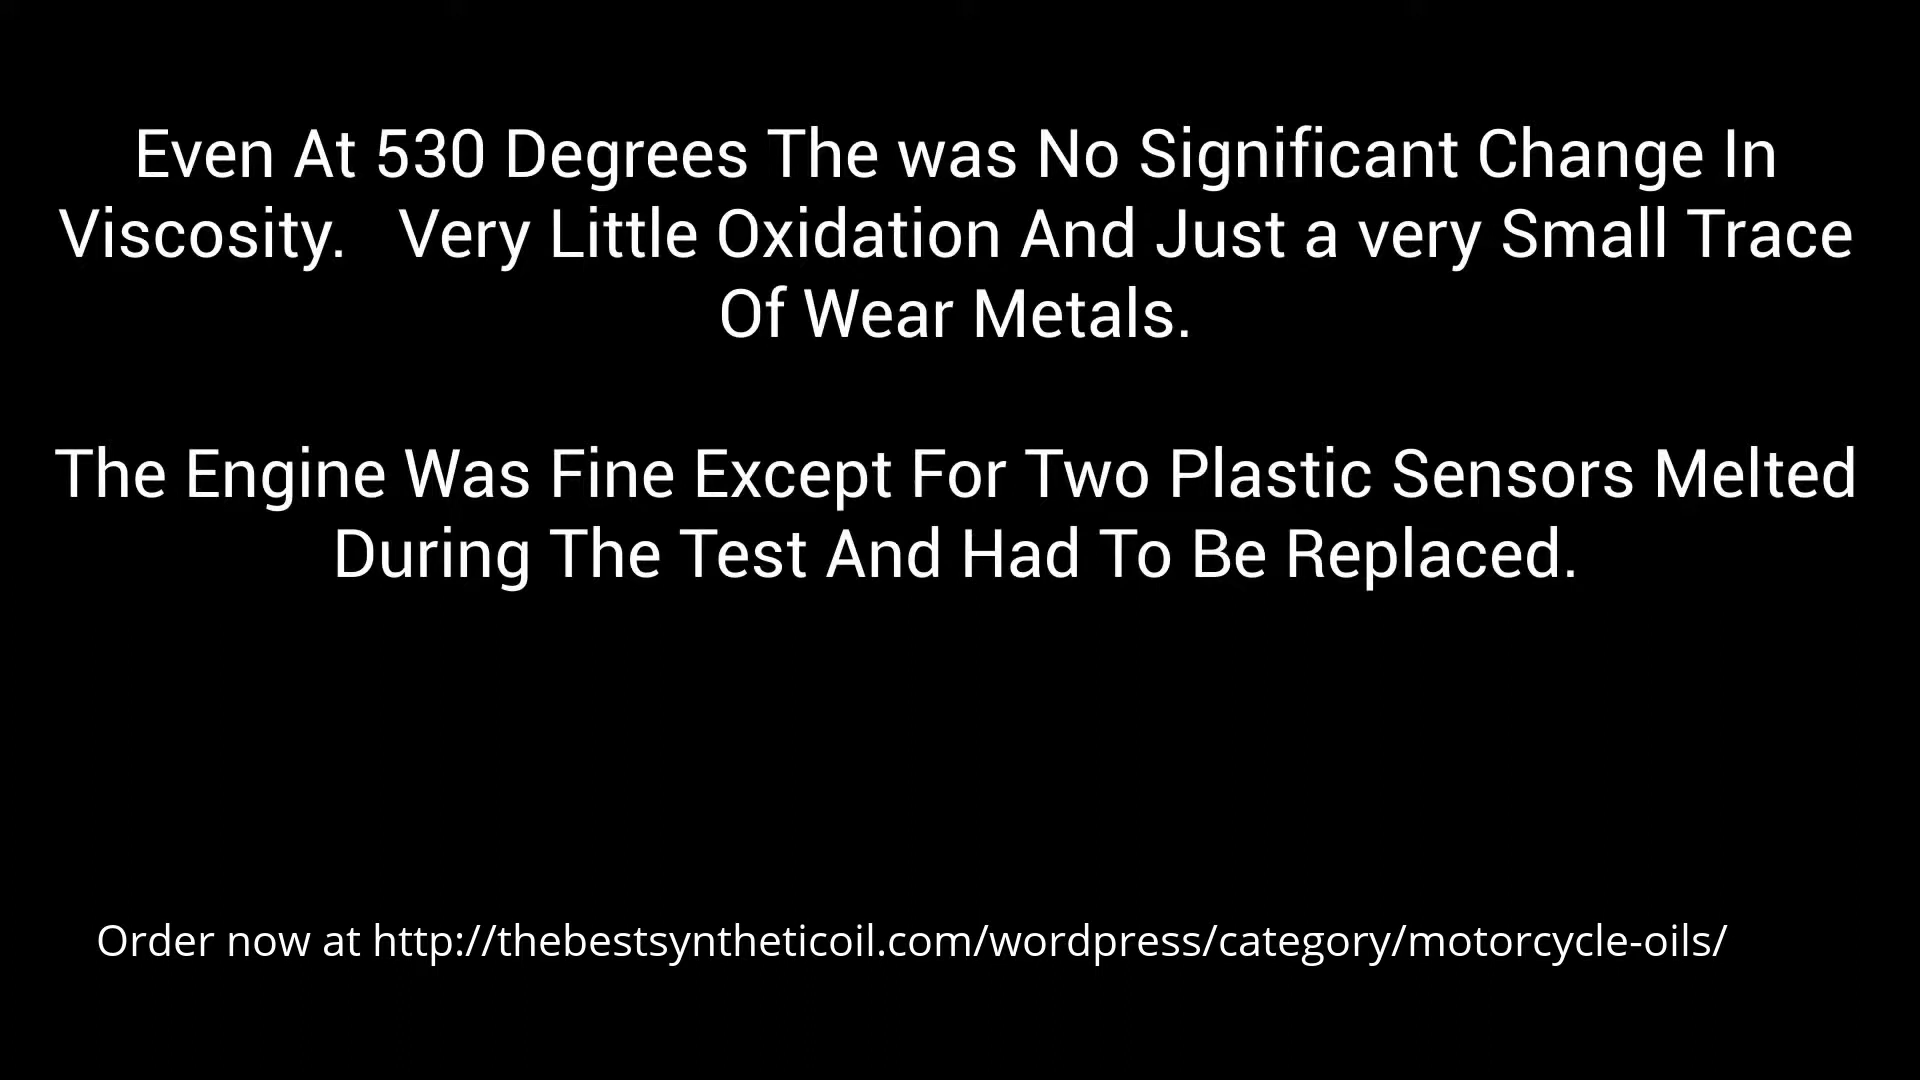 Even At 530 Degrees The was No Significant Change In
Viscosity.   Very Little Oxidation And Just a very Small Trace
Of Wear Metals.
The Engine Was Fine Except For Two Plastic Sensors Melted
During The Test And Had To Be Replaced.
Order now at http://thebestsyntheticoil.com/wordpress/category/motorcycle-oils/